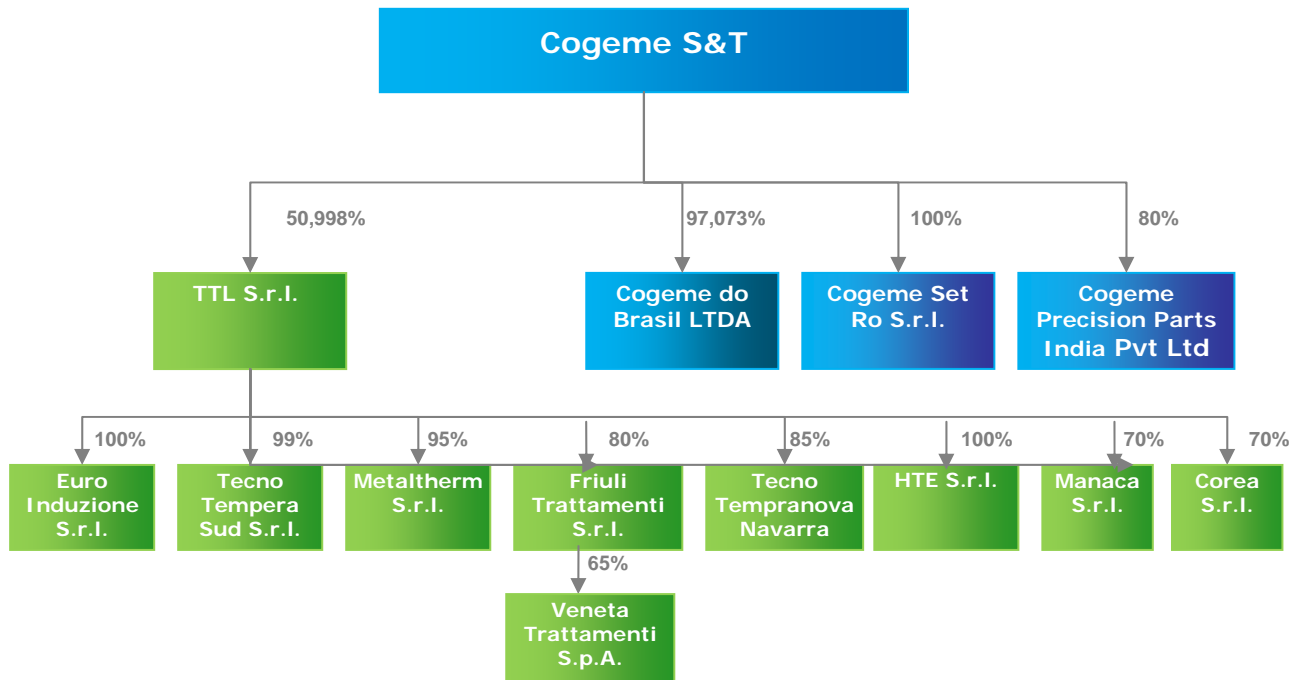 Cogeme S&T
50,998%
97,073%
100%
80%
TTL S.r.l.
Cogeme do
Brasil LTDA
Cogeme Set
Ro S.r.l.
Cogeme
Precision Parts
India Pvt Ltd
100%
99%
95%
80%
85%
100%
70%
70%
Euro
Induzione
S.r.l.
Tecno
Tempera
Sud S.r.l.
Metaltherm
S.r.l.
Friuli
Trattamenti
S.r.l.
Tecno
Tempranova
Navarra
HTE S.r.l.
Manaca
S.r.l.
Corea
S.r.l.
65%
Veneta
Trattamenti
S.p.A.